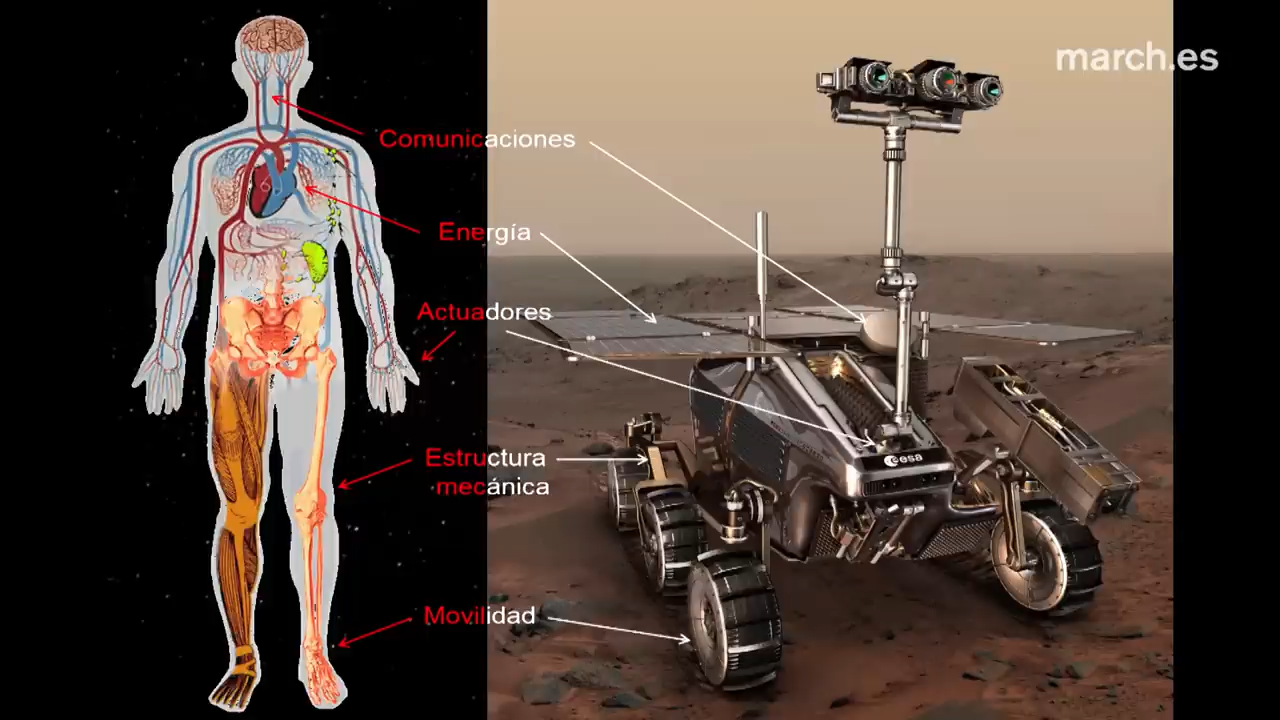 march.es
Comunicaciones
Energía
Actuadores
esa
Estructura
mecánica
Movilidad